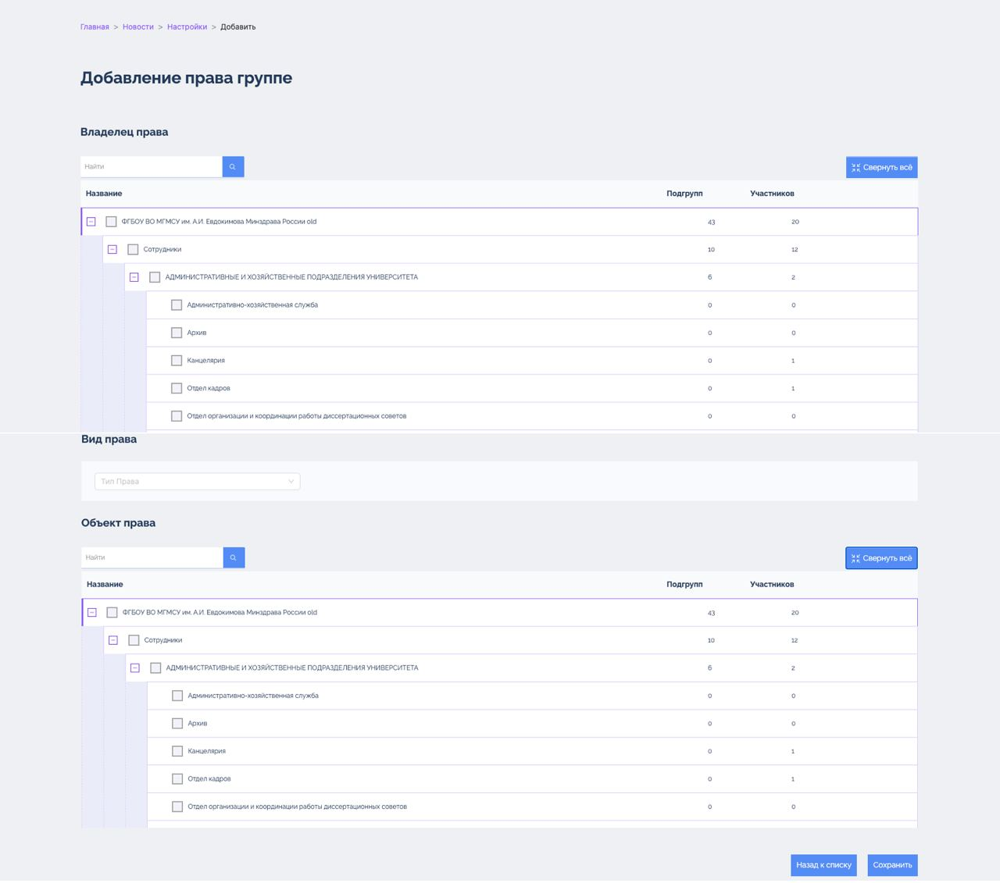 Главная > Новости > Настройки > Добавить
Добавление права группе
Владелец права
Найти
Свернуть всё
Название Подгрупп Участников
ФГБОУ ВО МГМСУ им. А.И. Евдокимова Минздрава России old 43 20
Сотрудники 10 12
АДМИНИСТРАТИВНЫЕ И ХОЗЯЙСТВЕННЫЕ ПОДРАЗДЕЛЕНИЯ УНИВЕРСИТЕТА 6 2
Административно-хозяйственная служба 0 0
Архив 0 0
Канцелярия 0 1
Отдел кадров 0 1
Отдел организации и координации работы диссертационных советов 0 0
Вид права
Тип Права
Объект права
Найти
Свернуть всё
Название Подгрупп Участников
ФГБОУ ВО МГМСУ им. А.И. Евдокимова Минздрава России old 43 20
Сотрудники 10 12
АДМИНИСТРАТИВНЫЕ И ХОЗЯЙСТВЕННЫЕ ПОДРАЗДЕЛЕНИЯ УНИВЕРСИТЕТА 6 2
Административно-хозяйственная служба 0 0
Архив 0 0
Канцелярия 0 1
Отдел кадров 0 1
Отдел организации и координации работы диссертационных советов 0 0
Назад к списку Сохранить